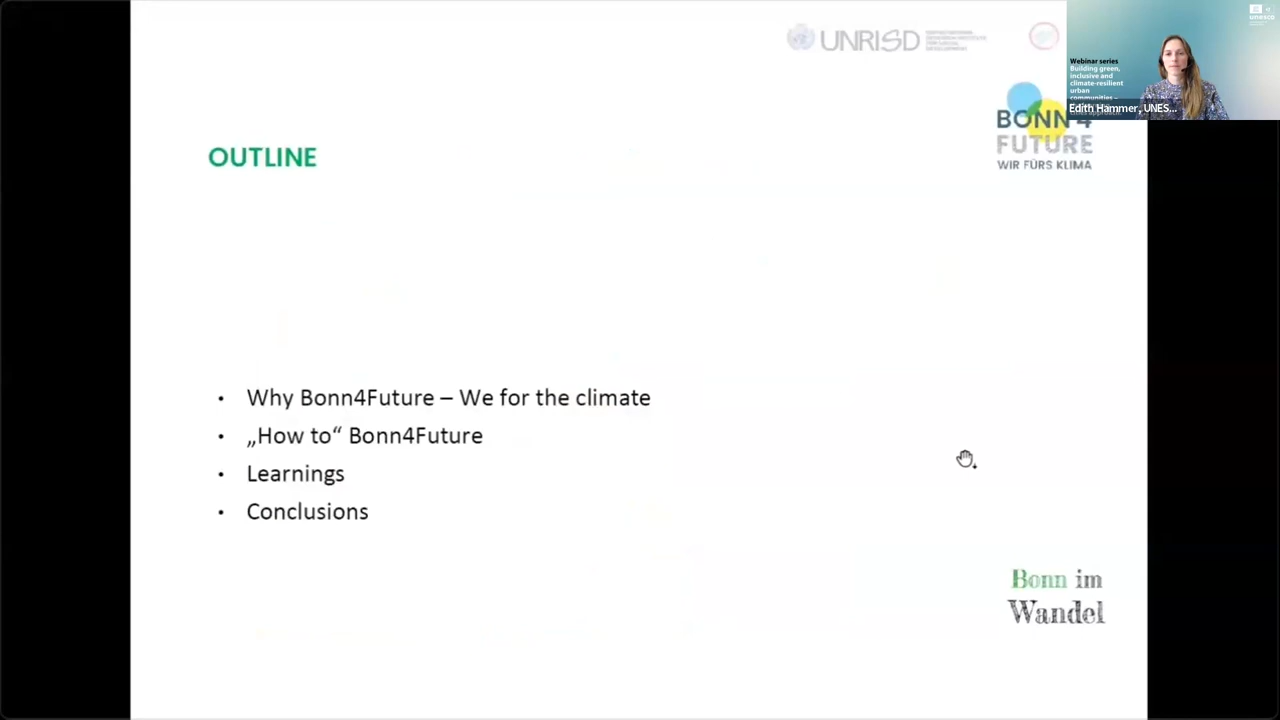 UNRISD
unesco
Webinar series
Building green,
inclusive and
climate-resilient
urban
communities –
Edith Hammer, UNES...
BONN 4
FUTURE
WIR FÜRS KLIMA
OUTLINE
• Why Bonn4Future – We for the climate
• „How to“ Bonn4Future
• Learnings
• Conclusions
Bonn im
Wandel